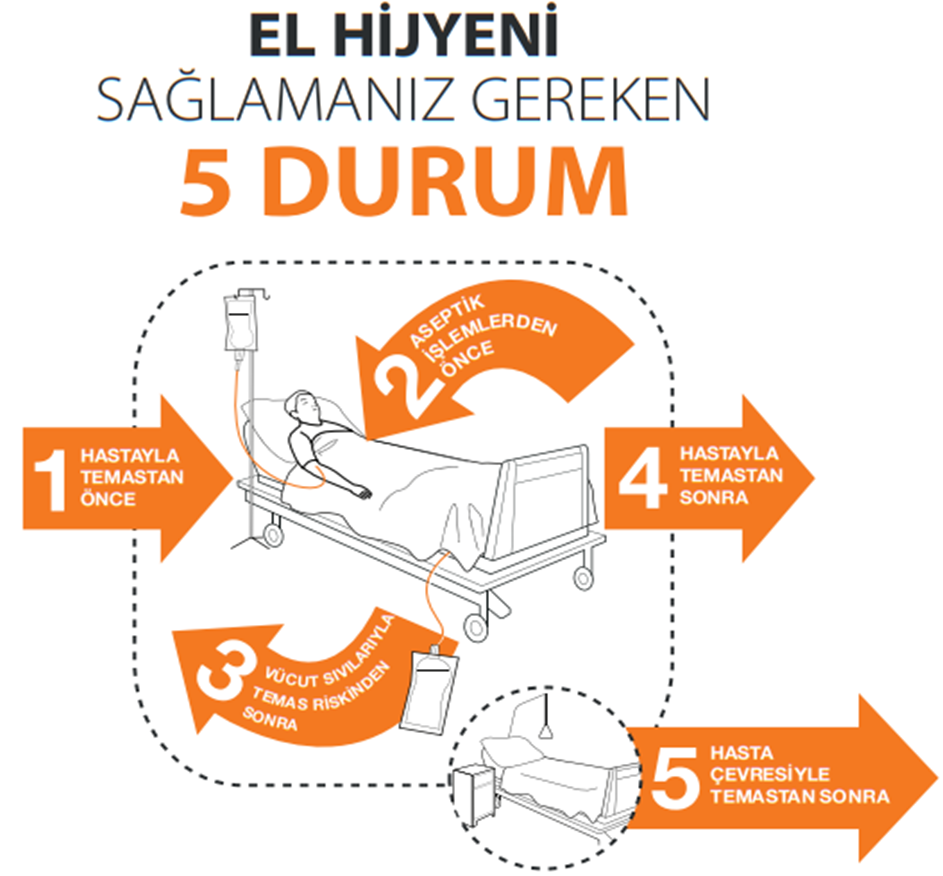 EL HİJYENİ
SAĞLAMANIZ GEREKEN
5 DURUM
1
HASTAYLA
TEMASTAN
ÖNCE
2
ASEPTİK
İŞLEMLERDEN
ÖNCE
3
VÜCUT SIVILARIYLA
TEMAS RİSKİNDEN
SONRA
4
HASTAYLA
TEMASTAN
SONRA
5
HASTA
ÇEVRESİYLE
TEMASTAN SONRA